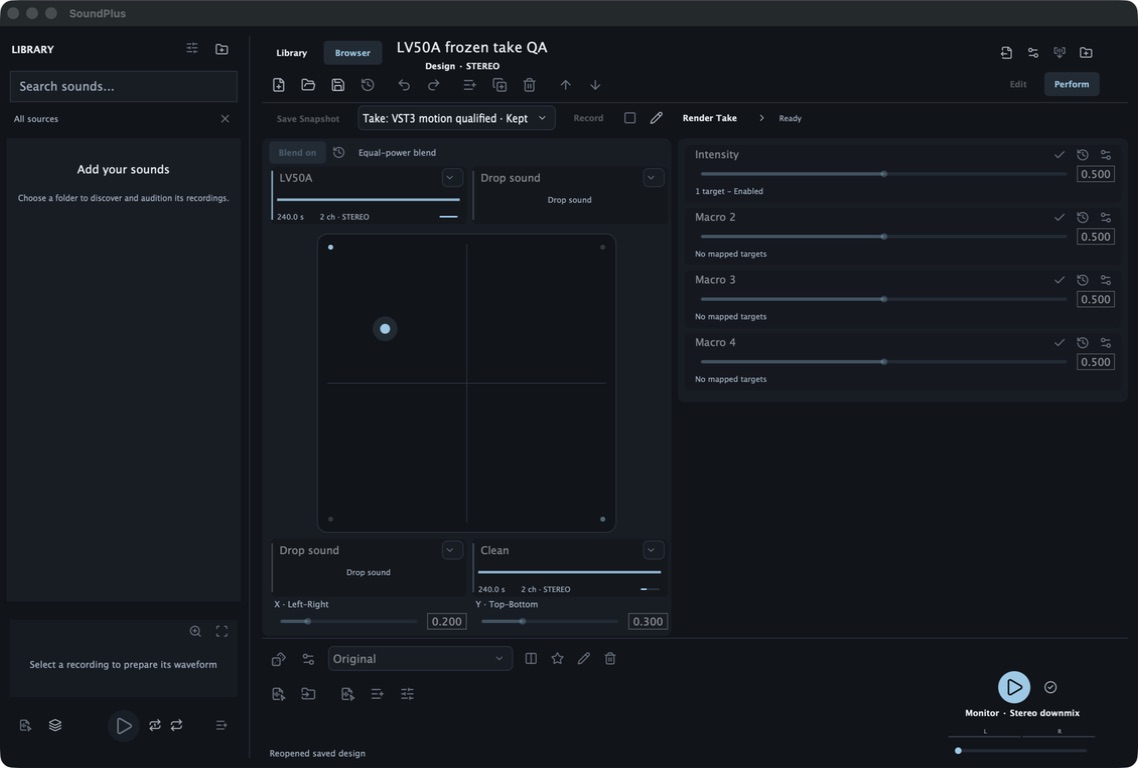 SoundPlus
LIBRARY
Search sounds...
All sources
Add your sounds
Choose a folder to discover and audition its recordings.
Select a recording to prepare its waveform
Library
Browser
LV50A frozen take QA
Design · STEREO
Edit
Perform
Save Snapshot
Take: VST3 motion qualified - Kept
Record
Render Take
Ready
Blend on
Equal-power blend
LV50A
240.0 s
2 ch · STEREO
Drop sound
Drop sound
Drop sound
Drop sound
Clean
240.0 s
2 ch · STEREO
X · Left-Right
0.200
Y · Top-Bottom
0.300
Intensity
0.500
1 target – Enabled
Macro 2
0.500
No mapped targets
Macro 3
0.500
No mapped targets
Macro 4
0.500
No mapped targets
Original
Reopened saved design
Monitor · Stereo downmix
L
R